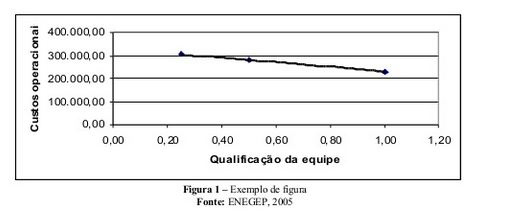 400.000,00
300.000,00
200.000,00
100.000,00
0,00
Custos operacionai
0,00 0,20 0,40 0,60 0,80 1,00 1,20
Qualificação da equipe
Figura 1 – Exemplo de figura
Fonte: ENEGEP, 2005